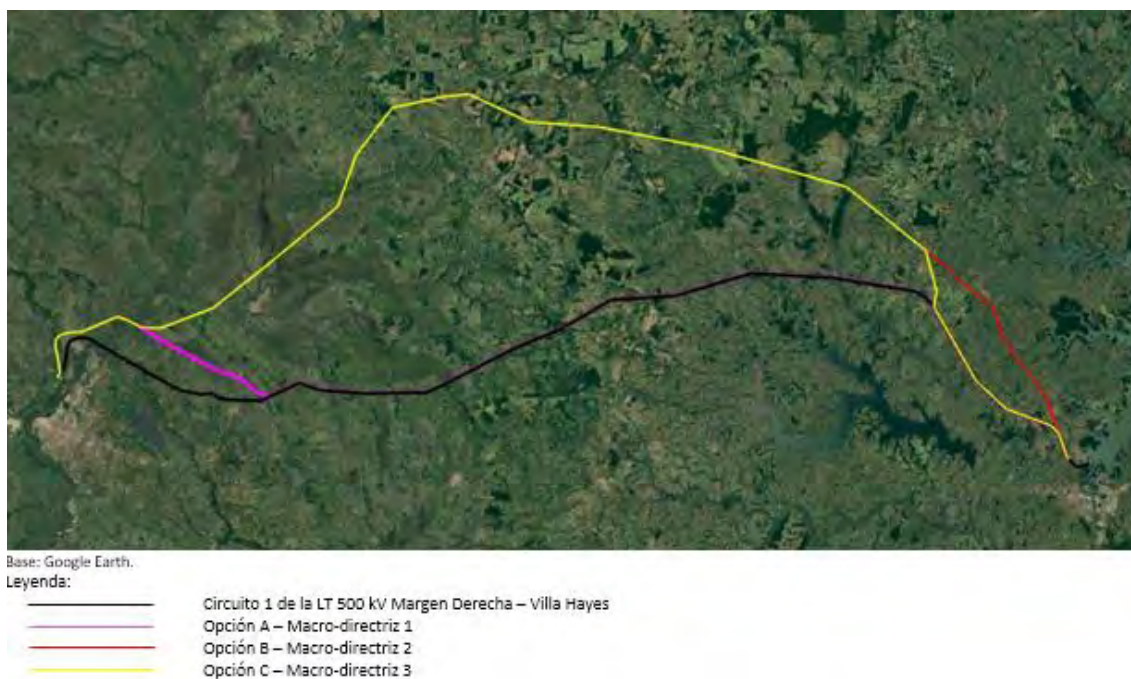 Base: Google Earth.
Leyenda:
Circuito 1 de la LT 500 kV Margen Derecha – Villa Hayes
Opción A – Macro-directriz 1
Opción B – Macro-directriz 2
Opción C – Macro-directriz 3